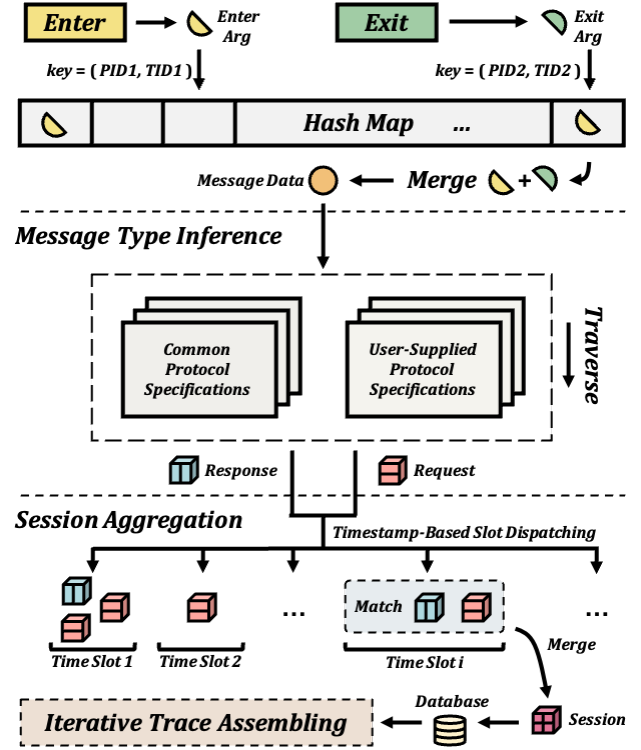 Enter
Enter
Arg
Exit
Exit
Arg
key = ( PID1, TID1 )
key = ( PID2, TID2 )
Hash Map ...
Message Data
Merge
+
Message Type Inference
Common
Protocol
Specifications
User-Supplied
Protocol
Specifications
Traverse
Response
Request
Session Aggregation
Timestamp-Based Slot Dispatching
...
Match
...
Time Slot 1
Time Slot 2
Time Slot i
Merge
Iterative Trace Assembling
Database
Session